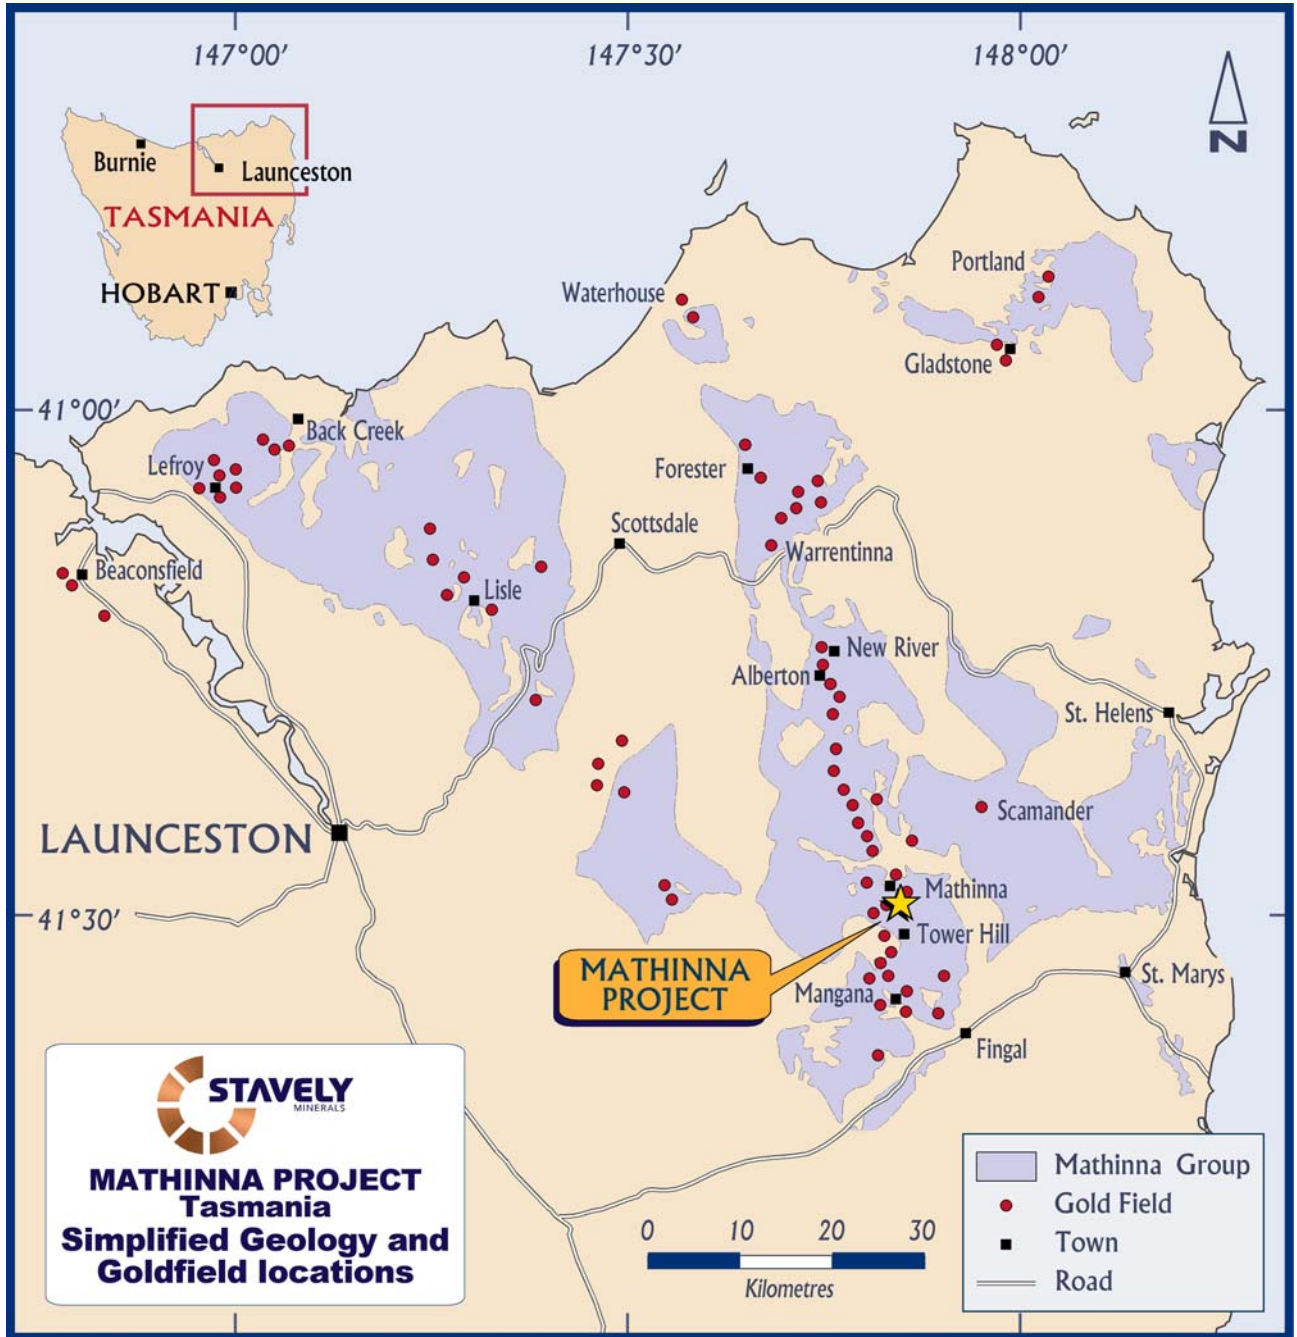 147°00'
147°30'
148°00'
N
Burnie
Launceston
TASMANIA
HOBART
Portland
Waterhouse
Gladstone
41°00'
Back Creek
Lefroy
Forester
Scottsdale
Warrentinna
Beaconsfield
Lisle
New River
Alberton
St. Helens
Scamander
LAUNCESTON
Mathinna
41°30'
Tower Hill
MATHINNA
PROJECT
Mangana
St. Marys
Fingal
STAVELY
MINERALS
MATHINNA PROJECT
Tasmania
Simplified Geology and
Goldfield locations
0 10 20 30
Kilometres
Mathinna Group
Gold Field
Town
Road